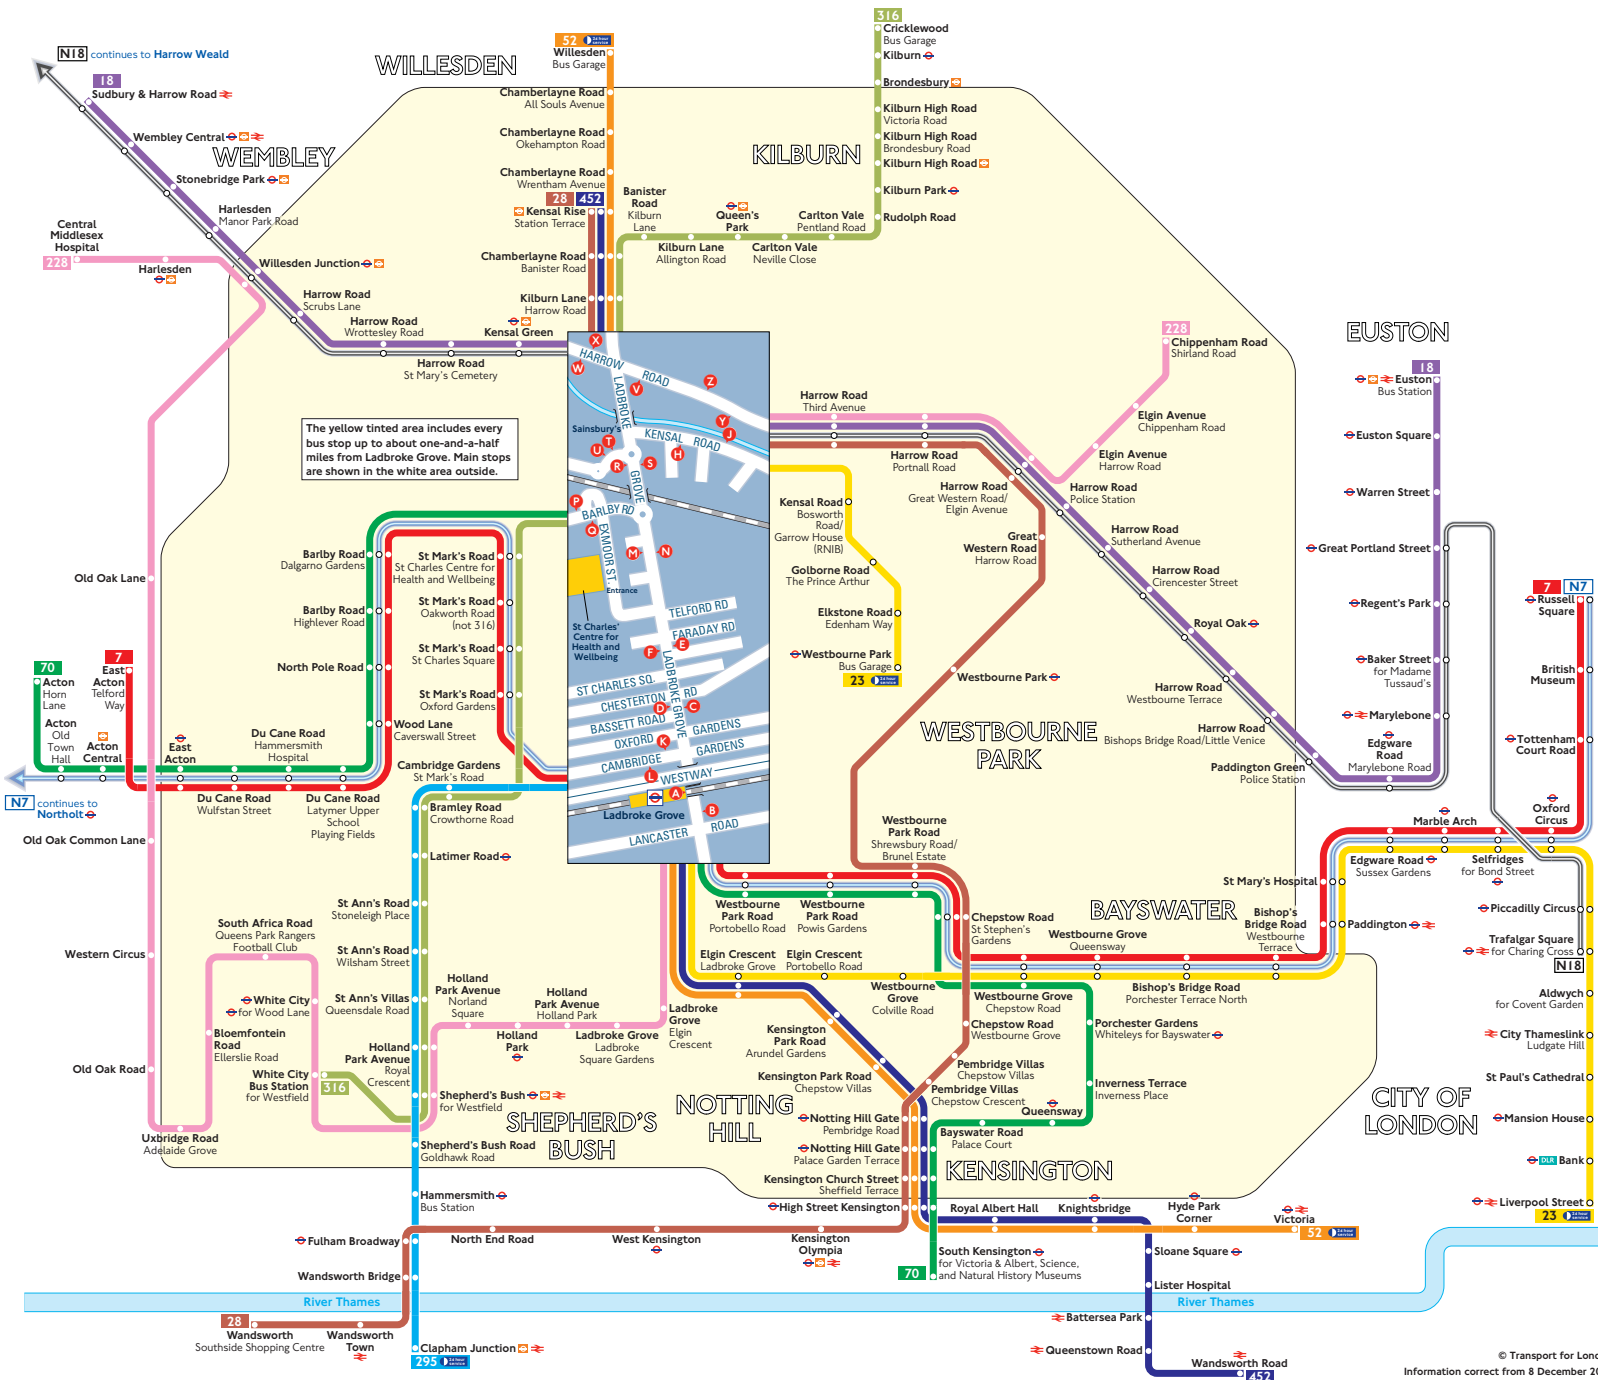 N18 continues to Harrow Weald
18
Sudbury & Harrow Road
Wembley Central
WEMBLEY
Stonebridge Park
Harlesden
Manor Park Road
Central
Middlesex
Hospital
228
Harlesden
Willesden Junction
Harrow Road
Scrubs Lane
Harrow Road
Wrottesley Road
Harrow Road
St Mary's Cemetery
Kensal Green
WILLESDEN
52 24 hour service
Willesden
Bus Garage
Chamberlayne Road
All Souls Avenue
Chamberlayne Road
Okehampton Road
Chamberlayne Road
Wrentham Avenue
28 452
Kensal Rise
Station Terrace
Chamberlayne Road
Banister Road
Kilburn Lane
Harrow Road
316
Cricklewood
Bus Garage
Kilburn
Brondesbury
Kilburn High Road
Victoria Road
Kilburn High Road
Brondesbury Road
Kilburn High Road
Kilburn Park
Rudolph Road
KILBURN
Banister
Road
Kilburn
Lane
Kilburn Lane
Allington Road
Queen's
Park
Carlton Vale
Neville Close
Carlton Vale
Pentland Road
The yellow tinted area includes every
bus stop up to about one-and-a-half
miles from Ladbroke Grove. Main stops
are shown in the white area outside.
X
W
V
Z
Y
J
T
U
R
S
H
P
Q
M
N
F
E
D
C
K
L
A
B
HARROW ROAD
LADBROKE GROVE
Sainsbury's
KENSAL ROAD
BARLBY RD
EXMOOR ST.
Entrance
St Charles'
Centre for
Health and
Wellbeing
TELFORD RD
FARADAY RD
LADBROKE GROVE
ST CHARLES SQ.
CHESTERTON RD
BASSETT ROAD
OXFORD GARDENS
CAMBRIDGE GARDENS
WESTWAY
Ladbroke Grove
LANCASTER ROAD
Harrow Road
Third Avenue
Harrow Road
Portnall Road
Harrow Road
Great Western Road/
Elgin Avenue
228
Chippenham Road
Shirland Road
Elgin Avenue
Chippenham Road
Elgin Avenue
Harrow Road
Harrow Road
Police Station
Harrow Road
Sutherland Avenue
Harrow Road
Cirencester Street
Royal Oak
Harrow Road
Westbourne Terrace
Harrow Road
Bishops Bridge Road/Little Venice
Paddington Green
Police Station
Great
Western Road
Harrow Road
Kensal Road
Bosworth
Road/
Garrow House
(RNIB)
Golborne Road
The Prince Arthur
Elkstone Road
Edenham Way
Westbourne Park
Bus Garage
23 24 hour service
Westbourne Park
WESTBOURNE
PARK
Westbourne
Park Road
Shrewsbury Road/
Brunel Estate
EUSTON
18
Euston
Bus Station
Euston Square
Warren Street
Great Portland Street
Regent's Park
Baker Street
for Madame
Tussaud's
Marylebone
Edgware
Road
Marylebone Road
7 N7
Russell
Square
British
Museum
Tottenham
Court Road
Oxford
Circus
Marble Arch
Edgware Road
Sussex Gardens
Selfridges
for Bond Street
St Mary's Hospital
Paddington
Bishop's
Bridge Road
Westbourne
Terrace
Piccadilly Circus
Trafalgar Square
for Charing Cross
N18
Aldwych
for Covent Garden
City Thameslink
Ludgate Hill
St Paul's Cathedral
Mansion House
DLR Bank
Liverpool Street
23 24 hour service
CITY OF
LONDON
Barlby Road
Dalgarno Gardens
Barlby Road
Highlever Road
North Pole Road
Wood Lane
Caverswall Street
St Mark's Road
St Charles Centre for
Health and Wellbeing
St Mark's Road
Oakworth Road
(not 316)
St Mark's Road
St Charles Square
St Mark's Road
Oxford Gardens
Old Oak Lane
70
Acton
Horn
Lane
Acton
Old
Town
Hall
Acton
Central
7
East
Acton
Telford
Way
East
Acton
Du Cane Road
Hammersmith
Hospital
Du Cane Road
Wulfstan Street
Du Cane Road
Latymer Upper
School
Playing Fields
N7 continues to
Northolt
Cambridge Gardens
St Mark's Road
Bramley Road
Crowthorne Road
Latimer Road
St Ann's Road
Stoneleigh Place
St Ann's Road
Wilsham Street
St Ann's Villas
Queensdale Road
Holland
Park Avenue
Royal
Crescent
Old Oak Common Lane
Western Circus
Old Oak Road
Uxbridge Road
Adelaide Grove
South Africa Road
Queens Park Rangers
Football Club
White City
for Wood Lane
Bloemfontein
Road
Ellerslie Road
White City
Bus Station
for Westfield
316
Shepherd's Bush
for Westfield
SHEPHERD'S
BUSH
Holland
Park Avenue
Norland
Square
Holland
Park
Holland
Park Avenue
Holland Park
Ladbroke Grove
Ladbroke
Square Gardens
Ladbroke
Grove
Elgin
Crescent
Westbourne
Park Road
Portobello Road
Westbourne
Park Road
Powis Gardens
Elgin Crescent
Ladbroke Grove
Elgin Crescent
Portobello Road
Westbourne
Grove
Colville Road
Chepstow Road
St Stephen's
Gardens
BAYSWATER
Westbourne Grove
Queensway
Bishop's Bridge Road
Porchester Terrace North
Westbourne Grove
Chepstow Road
Chepstow Road
Westbourne Grove
Porchester Gardens
Whiteleys for Bayswater
Inverness Terrace
Inverness Place
Queensway
Bayswater Road
Palace Court
Kensington
Park Road
Arundel Gardens
Kensington Park Road
Chepstow Villas
Pembridge Villas
Chepstow Villas
Pembridge Villas
Chepstow Crescent
NOTTING
HILL
Notting Hill Gate
Pembridge Road
Notting Hill Gate
Palace Garden Terrace
Kensington Church Street
Sheffield Terrace
High Street Kensington
KENSINGTON
Royal Albert Hall
Knightsbridge
Hyde Park
Corner
Victoria
52 24 hour service
South Kensington
for Victoria & Albert, Science,
and Natural History Museums
70
Sloane Square
Lister Hospital
Battersea Park
Queenstown Road
Wandsworth Road
452
Shepherd's Bush Road
Goldhawk Road
Hammersmith
Bus Station
Fulham Broadway
North End Road
West Kensington
Kensington
Olympia
Wandsworth Bridge
River Thames
River Thames
28
Wandsworth
Southside Shopping Centre
Wandsworth
Town
Clapham Junction
295 24 hour service
© Transport for Lon
Information correct from 8 December 20